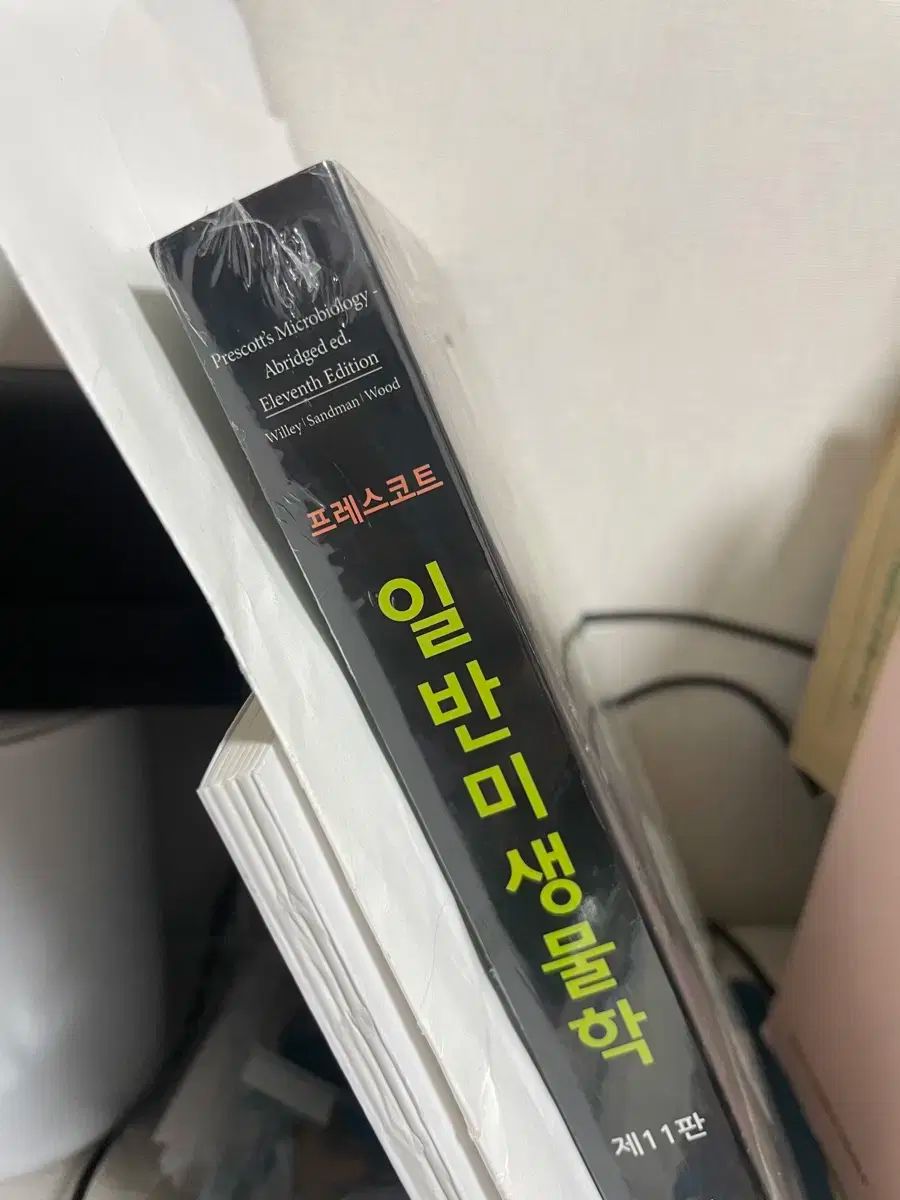 Prescott's Microbiology -
Abridged ed.
Eleventh Edition
Willey | Sandman | Wood
프레스코트
일반미생물학
제11판